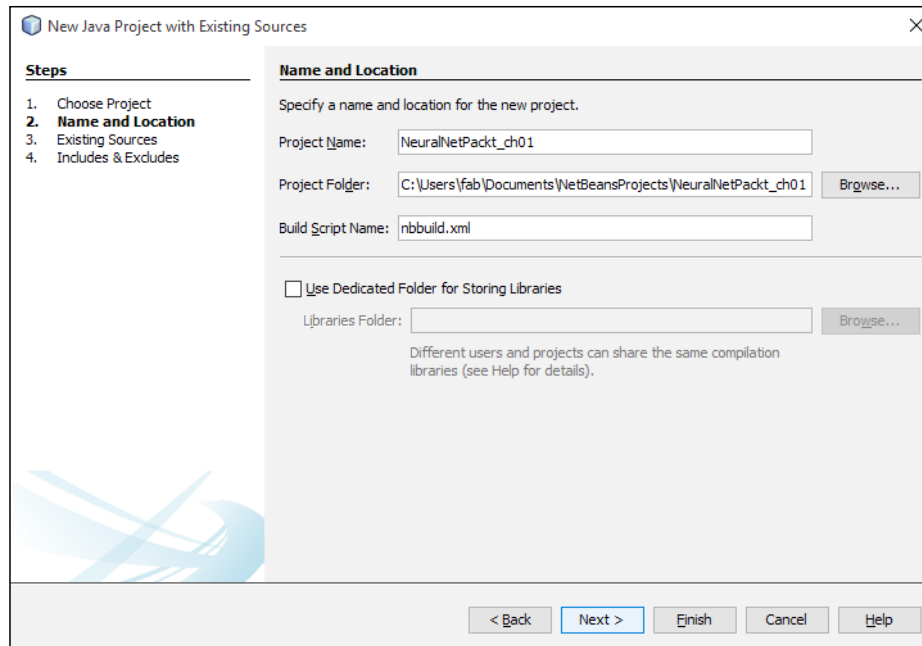 New Java Project with Existing Sources
Steps
1. Choose Project
2. Name and Location
3. Existing Sources
4. Includes & Excludes
Name and Location
Specify a name and location for the new project.
Project Name: NeuralNetPackt_ch01
Project Folder: C:\Users\fab\Documents\NetBeansProjects\NeuralNetPackt_ch01 Browse...
Build Script Name: nbbuild.xml
Use Dedicated Folder for Storing Libraries
Libraries Folder: Browse...
Different users and projects can share the same compilation
libraries (see Help for details).
< Back Next > Finish Cancel Help